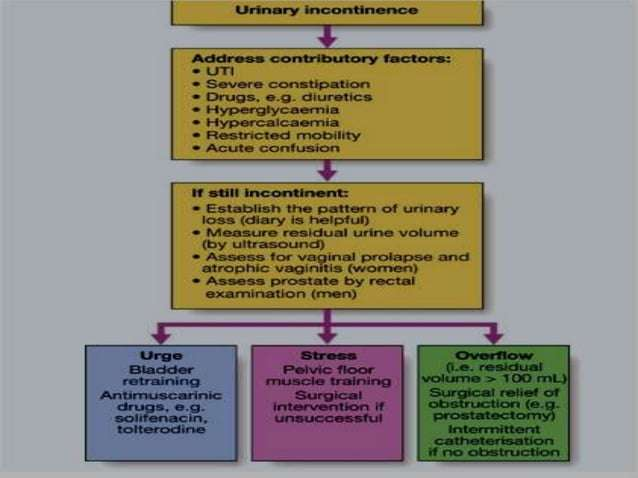 Urinary incontinence
Address contributory factors:
• UTI
• Severe constipation
• Drugs, e.g. diuretics
• Hyperglycaemia
• Hypercalcaemia
• Restricted mobility
• Acute confusion
If still incontinent:
• Establish the pattern of urinary
loss (diary is helpful)
• Measure residual urine volume
(by ultrasound)
• Assess for vaginal prolapse and
atrophic vaginitis (women)
• Assess prostate by rectal
examination (men)
Urge
Bladder
retraining
Antimuscarinic
drugs, e.g.
solifenacin,
tolterodine
Stress
Pelvic floor
muscle training
Surgical
intervention if
unsuccessful
Overflow
(i.e. residual
volume > 100 mL)
Surgical relief of
obstruction (e.g.
prostatectomy)
Intermittent
catheterisation
if no obstruction